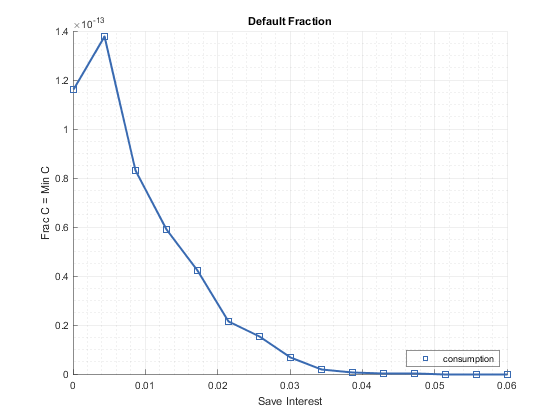 Default Fraction
×10^-13
1.4
1.2
1
0.8
0.6
0.4
0.2
0
Frac C = Min C
0 0.01 0.02 0.03 0.04 0.05 0.06
Save Interest
consumption